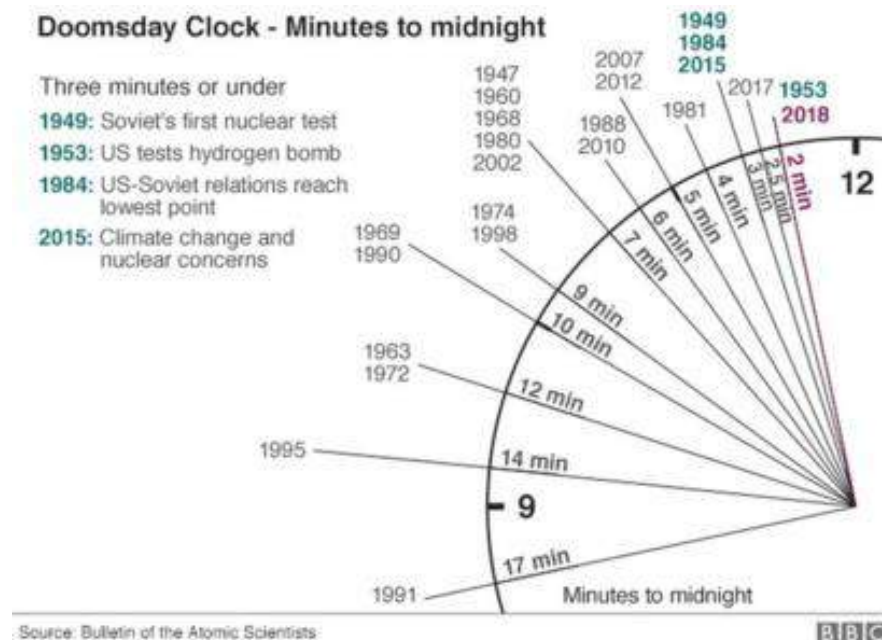 Doomsday Clock - Minutes to midnight
Three minutes or under
1949: Soviet's first nuclear test
1953: US tests hydrogen bomb
1984: US-Soviet relations reach
lowest point
2015: Climate change and
nuclear concerns
1949
1984
2015
2017
1953
2018
2007
2012
1981
1947
1960
1968
1980
2002
1988
2010
1974
1998
1969
1990
1963
1972
1995
1991
12
2 min
2.5 min
3 min
4 min
5 min
6 min
7 min
9 min
10 min
12 min
14 min
9
17 min
Minutes to midnight
Source: Bulletin of the Atomic Scientists
BBC